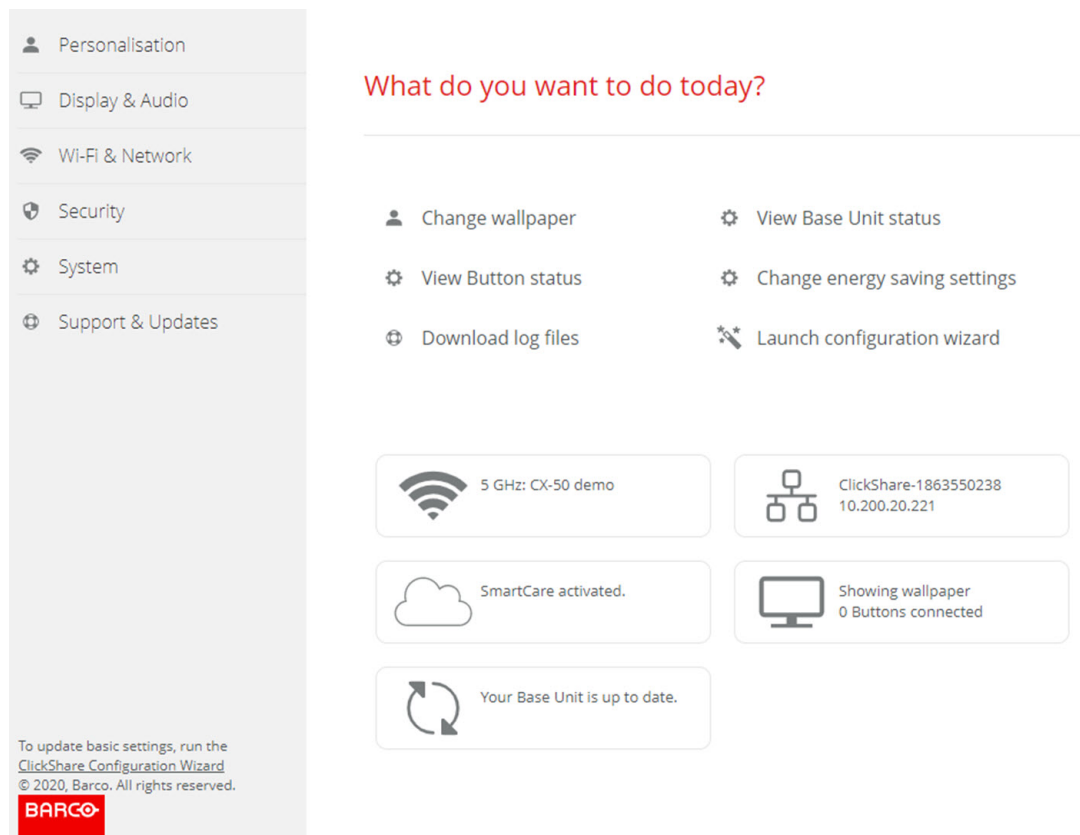 Personalisation
Display & Audio
Wi-Fi & Network
Security
System
Support & Updates
To update basic settings, run the
ClickShare Configuration Wizard
© 2020, Barco. All rights reserved.
BARCO
What do you want to do today?
Change wallpaper
View Base Unit status
View Button status
Change energy saving settings
Download log files
Launch configuration wizard
5 GHz: CX-50 demo
ClickShare-1863550238
10.200.20.221
SmartCare activated.
Showing wallpaper
0 Buttons connected
Your Base Unit is up to date.